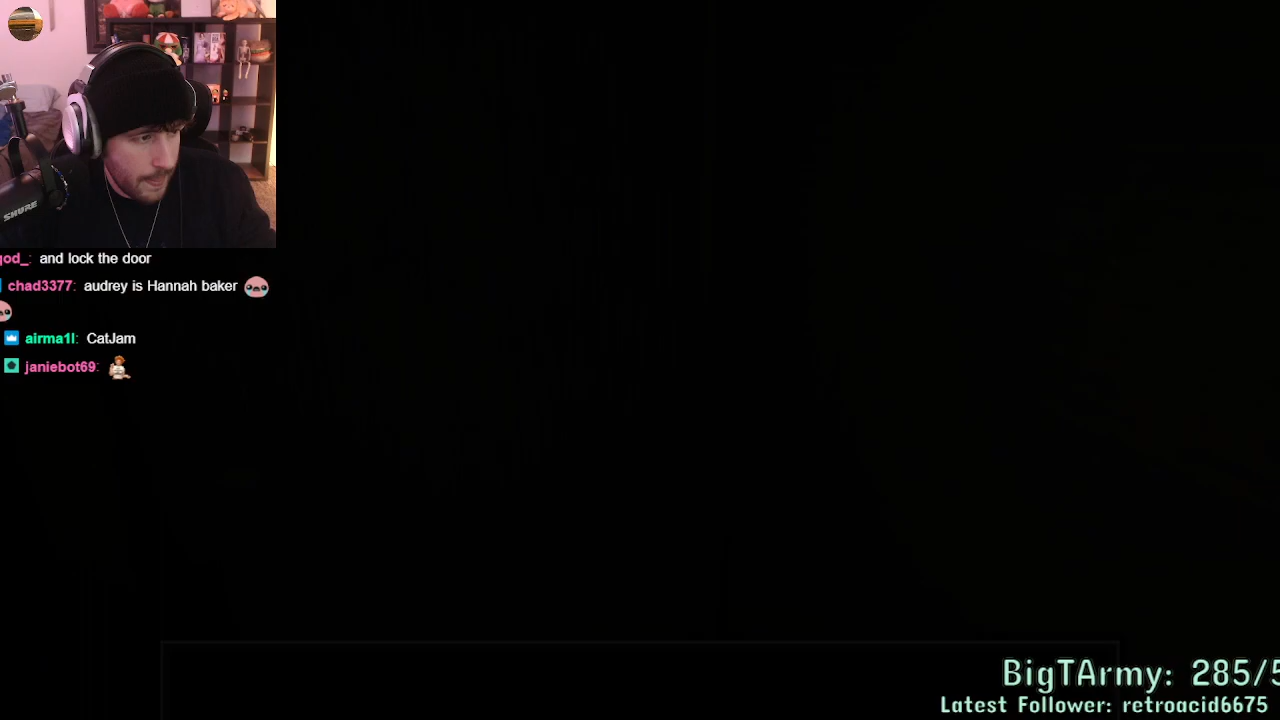 SHURE
god_: and lock the door
chad3377: audrey is Hannah baker
airma1l: CatJam
janiebot69:
BigTArmy: 285/5
Latest Follower: retroacid6675